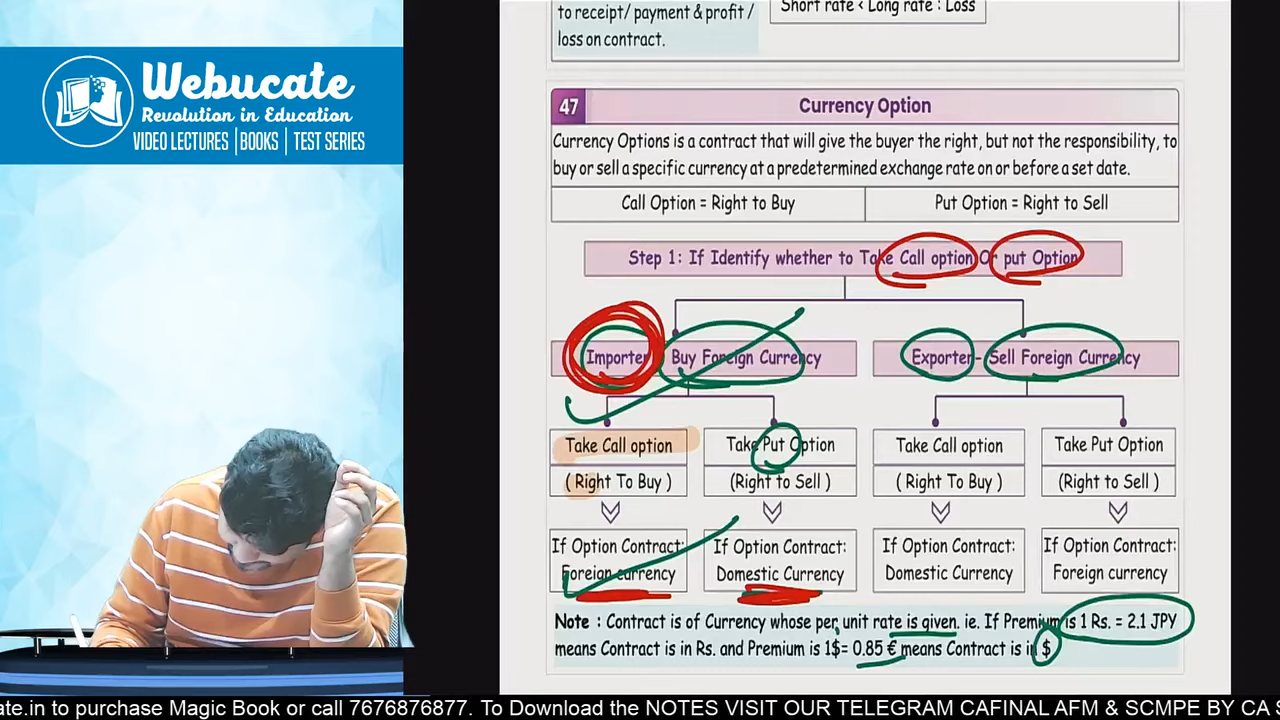 Webucate
Revolution in Education
VIDEO LECTURES | BOOKS | TEST SERIES
to receipt/ payment & profit /
loss on contract.
Short rate < Long rate : Loss
47
Currency Option
Currency Options is a contract that will give the buyer the right, but not the responsibility, to
buy or sell a specific currency at a predetermined exchange rate on or before a set date.
Call Option = Right to Buy
Put Option = Right to Sell
Step 1: If Identify whether to Take Call option Or put Option
Importer Buy Foreign Currency
Exporter - Sell Foreign Currency
Take Call option
( Right To Buy )
If Option Contract:
Foreign currency
Take Put Option
(Right to Sell )
If Option Contract:
Domestic Currency
Take Call option
( Right To Buy )
If Option Contract:
Domestic Currency
Take Put Option
(Right to Sell )
If Option Contract:
Foreign currency
Note : Contract is of Currency whose per unit rate is given. ie. If Premium is 1 Rs. = 2.1 JPY
means Contract is in Rs. and Premium is 1$= 0.85 € means Contract is in $
ate.in to purchase Magic Book or call 7676876877. To Download the NOTES VISIT OUR TELEGRAM CAFINAL AFM & SCMPE BY CA S